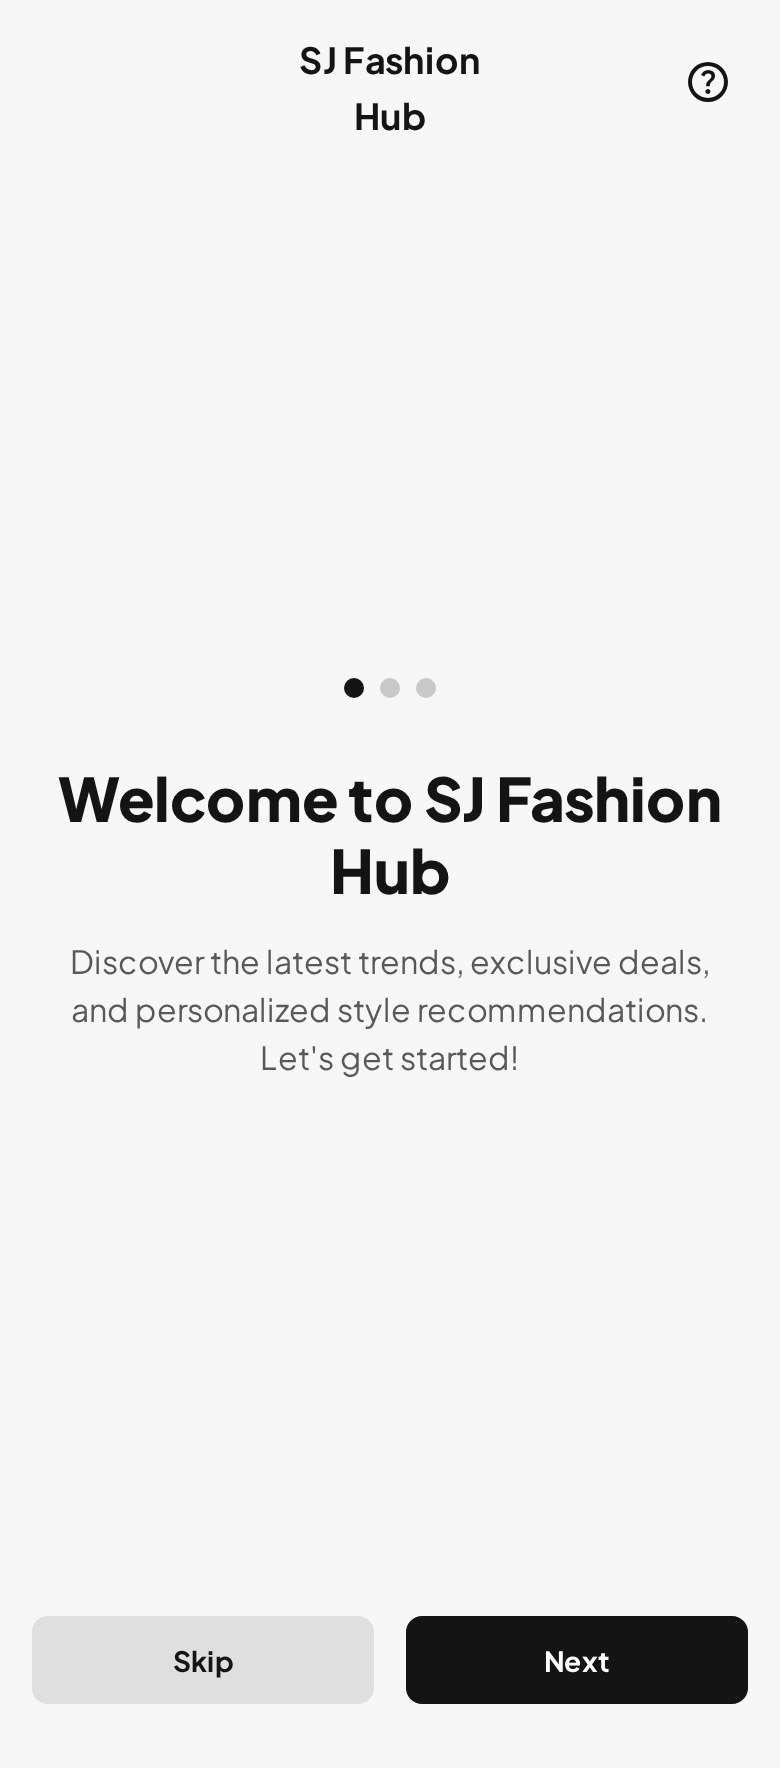 SJ Fashion
Hub
Welcome to SJ Fashion
Hub
Discover the latest trends, exclusive deals,
and personalized style recommendations.
Let's get started!
Skip
Next